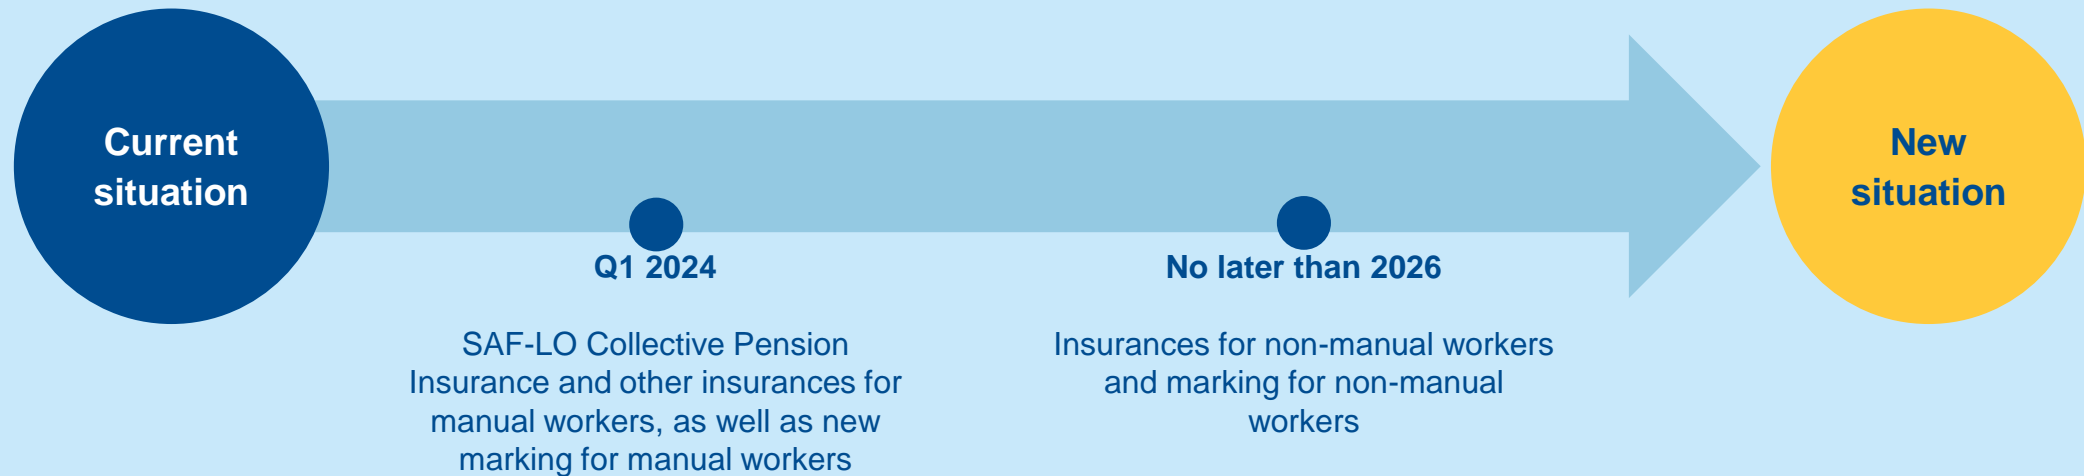 Current
situation
New
situation
Q1 2024
SAF-LO Collective Pension
Insurance and other insurances for
manual workers, as well as new
marking for manual workers
No later than 2026
Insurances for non-manual workers
and marking for non-manual
workers